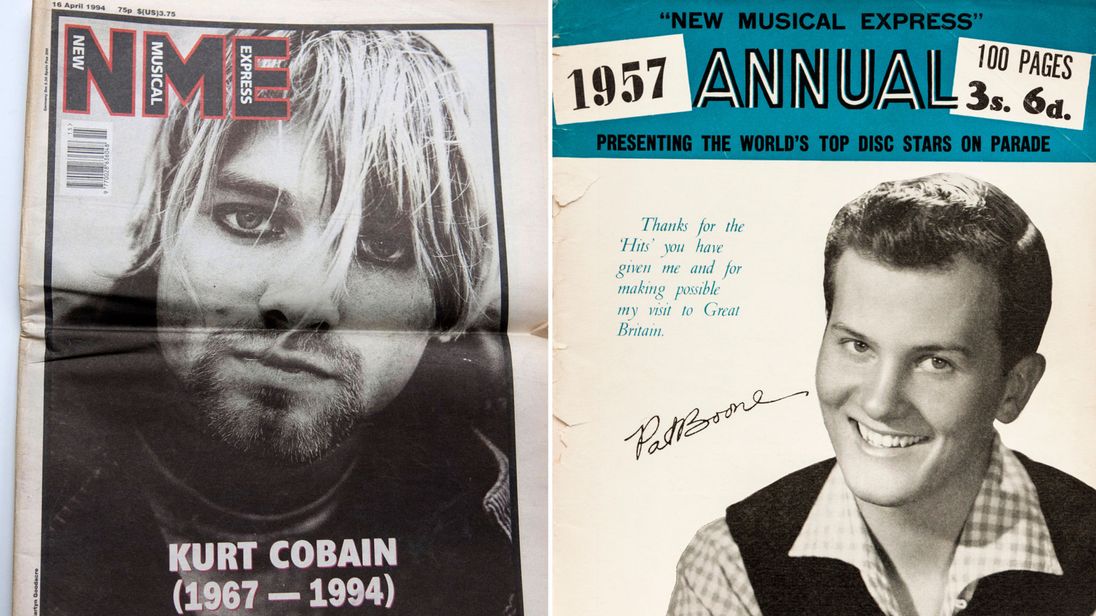 16 April 1994 75p $(US)3.75
NME
NEW
MUSICAL
EXPRESS
KURT COBAIN
(1967 — 1994)
"NEW MUSICAL EXPRESS"
1957
ANNUAL
100 PAGES
3s. 6d.
PRESENTING THE WORLD'S TOP DISC STARS ON PARADE
Thanks for the
'Hits' you have
given me and for
making possible
my visit to Great
Britain.
Pat Boone